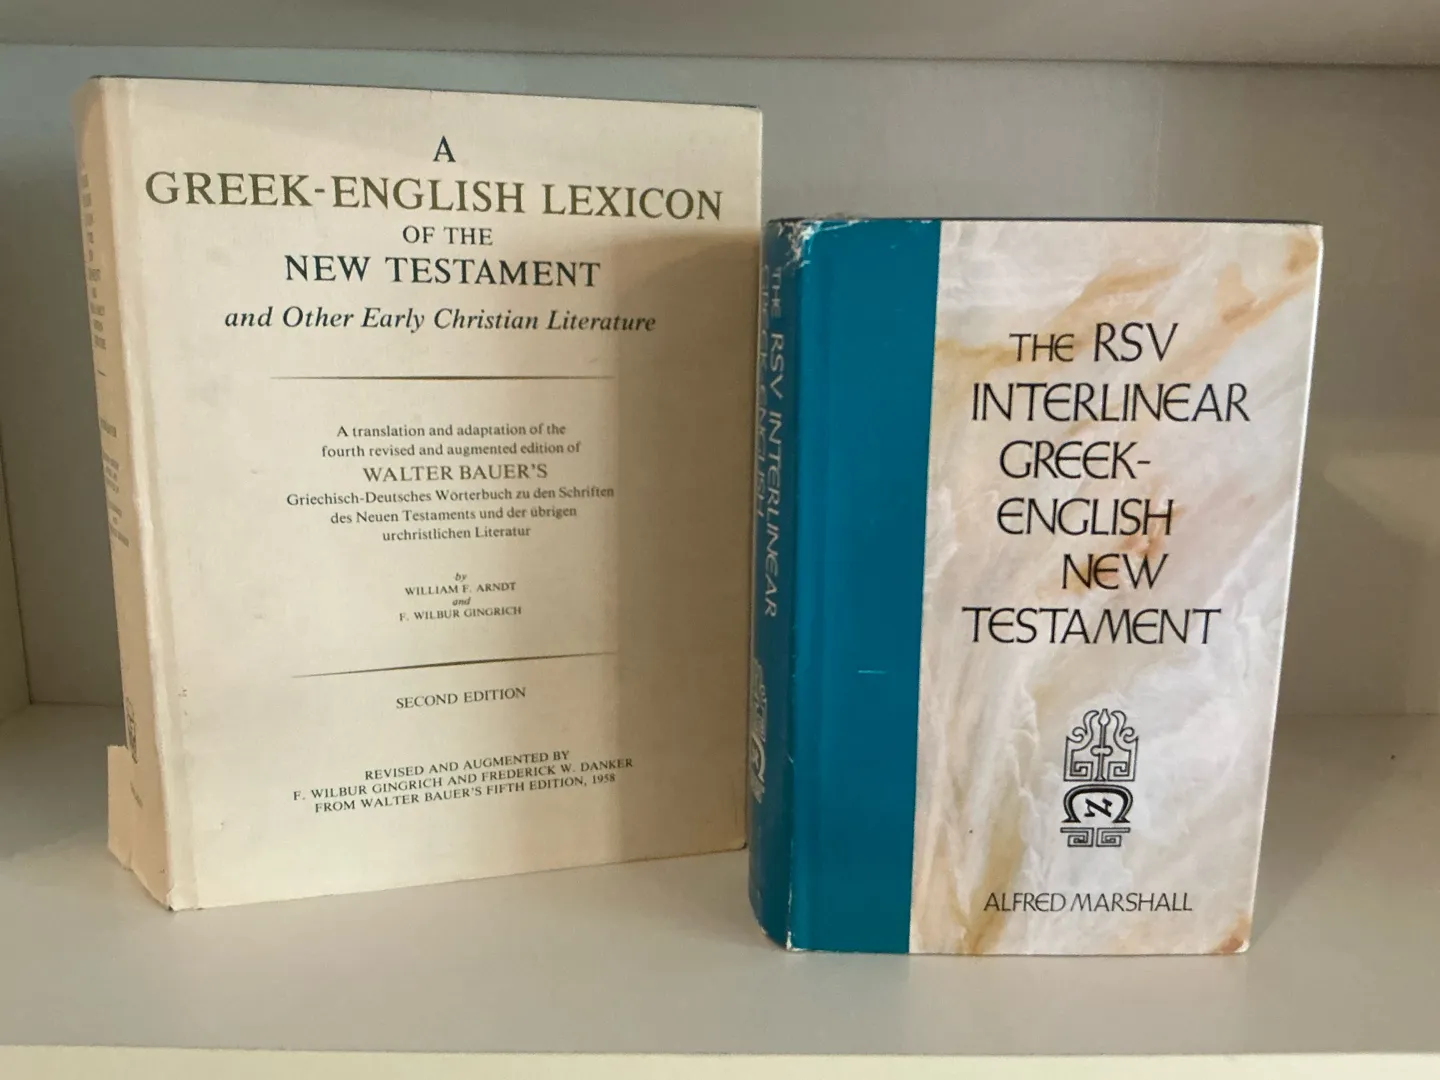 A
GREEK-ENGLISH LEXICON
OF THE
NEW TESTAMENT
and Other Early Christian Literature
A translation and adaptation of the
fourth revised and augmented edition of
WALTER BAUER'S
Griechisch-Deutsches Wörterbuch zu den Schriften
des Neuen Testaments und der übrigen
urchristlichen Literatur
by
WILLIAM F. ARNDT
and
F. WILBUR GINGRICH
SECOND EDITION
REVISED AND AUGMENTED BY
F. WILBUR GINGRICH AND FREDERICK W. DANKER
FROM WALTER BAUER'S FIFTH EDITION, 1958
THE RSV INTERLINEAR
GREEK-ENGLISH
THE RSV
INTERLINEAR
GREEK-
ENGLISH
NEW
TESTAMENT
ALFRED MARSHALL